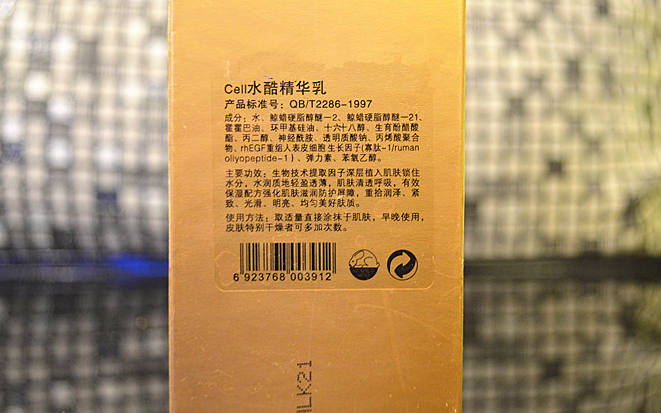 Cell水酷精华乳
产品标准号：QB/T2286-1997
成分：水、鲸蜡硬脂醇醚-2、鲸蜡硬脂醇醚-21、
霍霍巴油、环甲基硅油、十六十八醇、生育酚醋酸
酯、丙二醇、神经酰胺、透明质酸钠、丙烯酸聚合
物、rhEGF重组人表皮细胞生长因子(寡肽-1/ruman
oliyopeptide-1)、弹力素、苯氧乙醇。
主要功效：生物技术提取因子深层植入肌肤锁住
水分，水润质地轻盈透薄，肌肤清透呼吸，有效
保湿配方强化肌肤滋润防护屏障，重拾润泽、紧
致、光滑、明亮、均匀美好肤质。
使用方法：取适量直接涂抹于肌肤，早晚使用，
皮肤特别干燥者可多加次数。
6 923768 003912